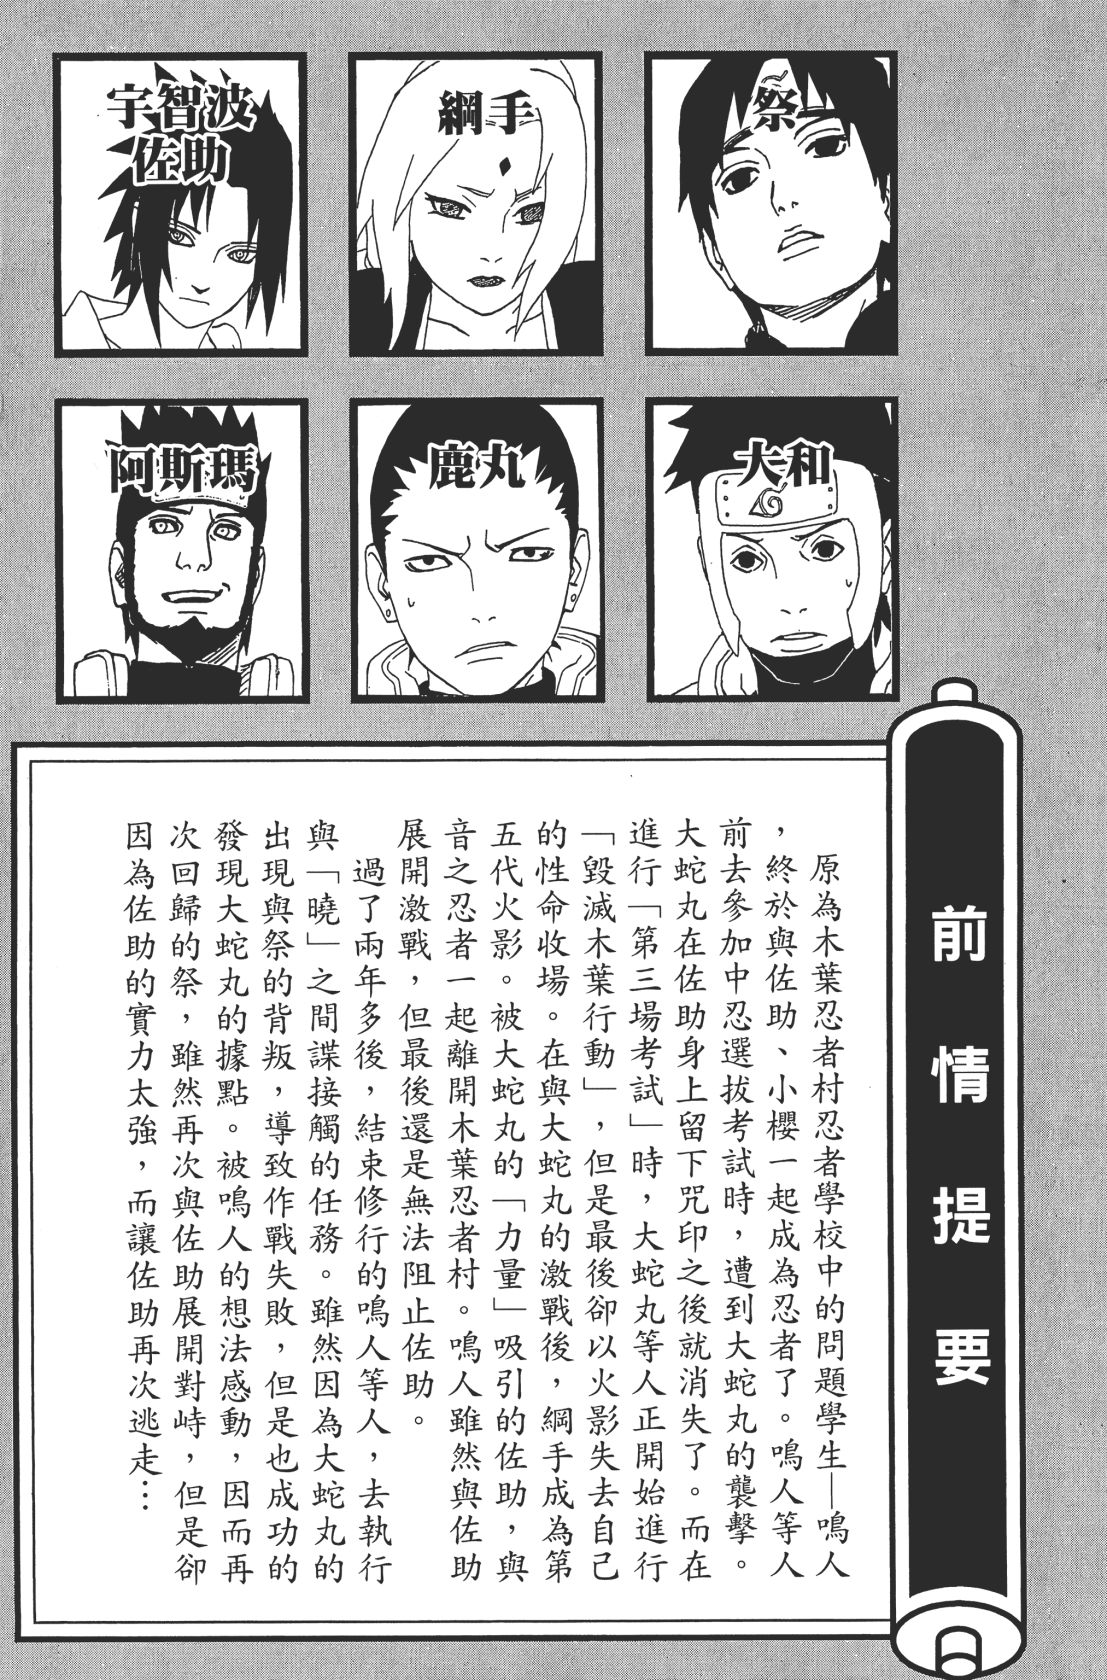 祭
綱手
宇智波
佐助
大和
鹿丸
阿斯瑪
前情提要
原為木葉忍者村忍者學校中的問題學生—鳴人
，終於與佐助、小櫻一起成為忍者了。鳴人等人
前去參加中忍選拔考試時，遭到大蛇丸的襲擊。
大蛇丸在佐助身上留下咒印之後就消失了。而在
進行「第三場考試」時，大蛇丸等人正開始進行
「毀滅木葉行動」，但是最後卻以火影失去自己
的性命收場。在與大蛇丸的激戰後，綱手成為第
五代火影。被大蛇丸的「力量」吸引的佐助，與
音之忍者一起離開木葉忍者村。鳴人雖然與佐助
展開激戰，但最後還是無法阻止佐助。
過了兩年多後，結束修行的鳴人等人，去執行
與「曉」之間諜接觸的任務。雖然因為大蛇丸的
出現與祭的背叛，導致作戰失敗，但是也成功的
發現大蛇丸的據點。被鳴人的想法感動，因而再
次回歸的祭，雖然再次與佐助展開對峙，但是卻
因為佐助的實力太強，而讓佐助再次逃走…